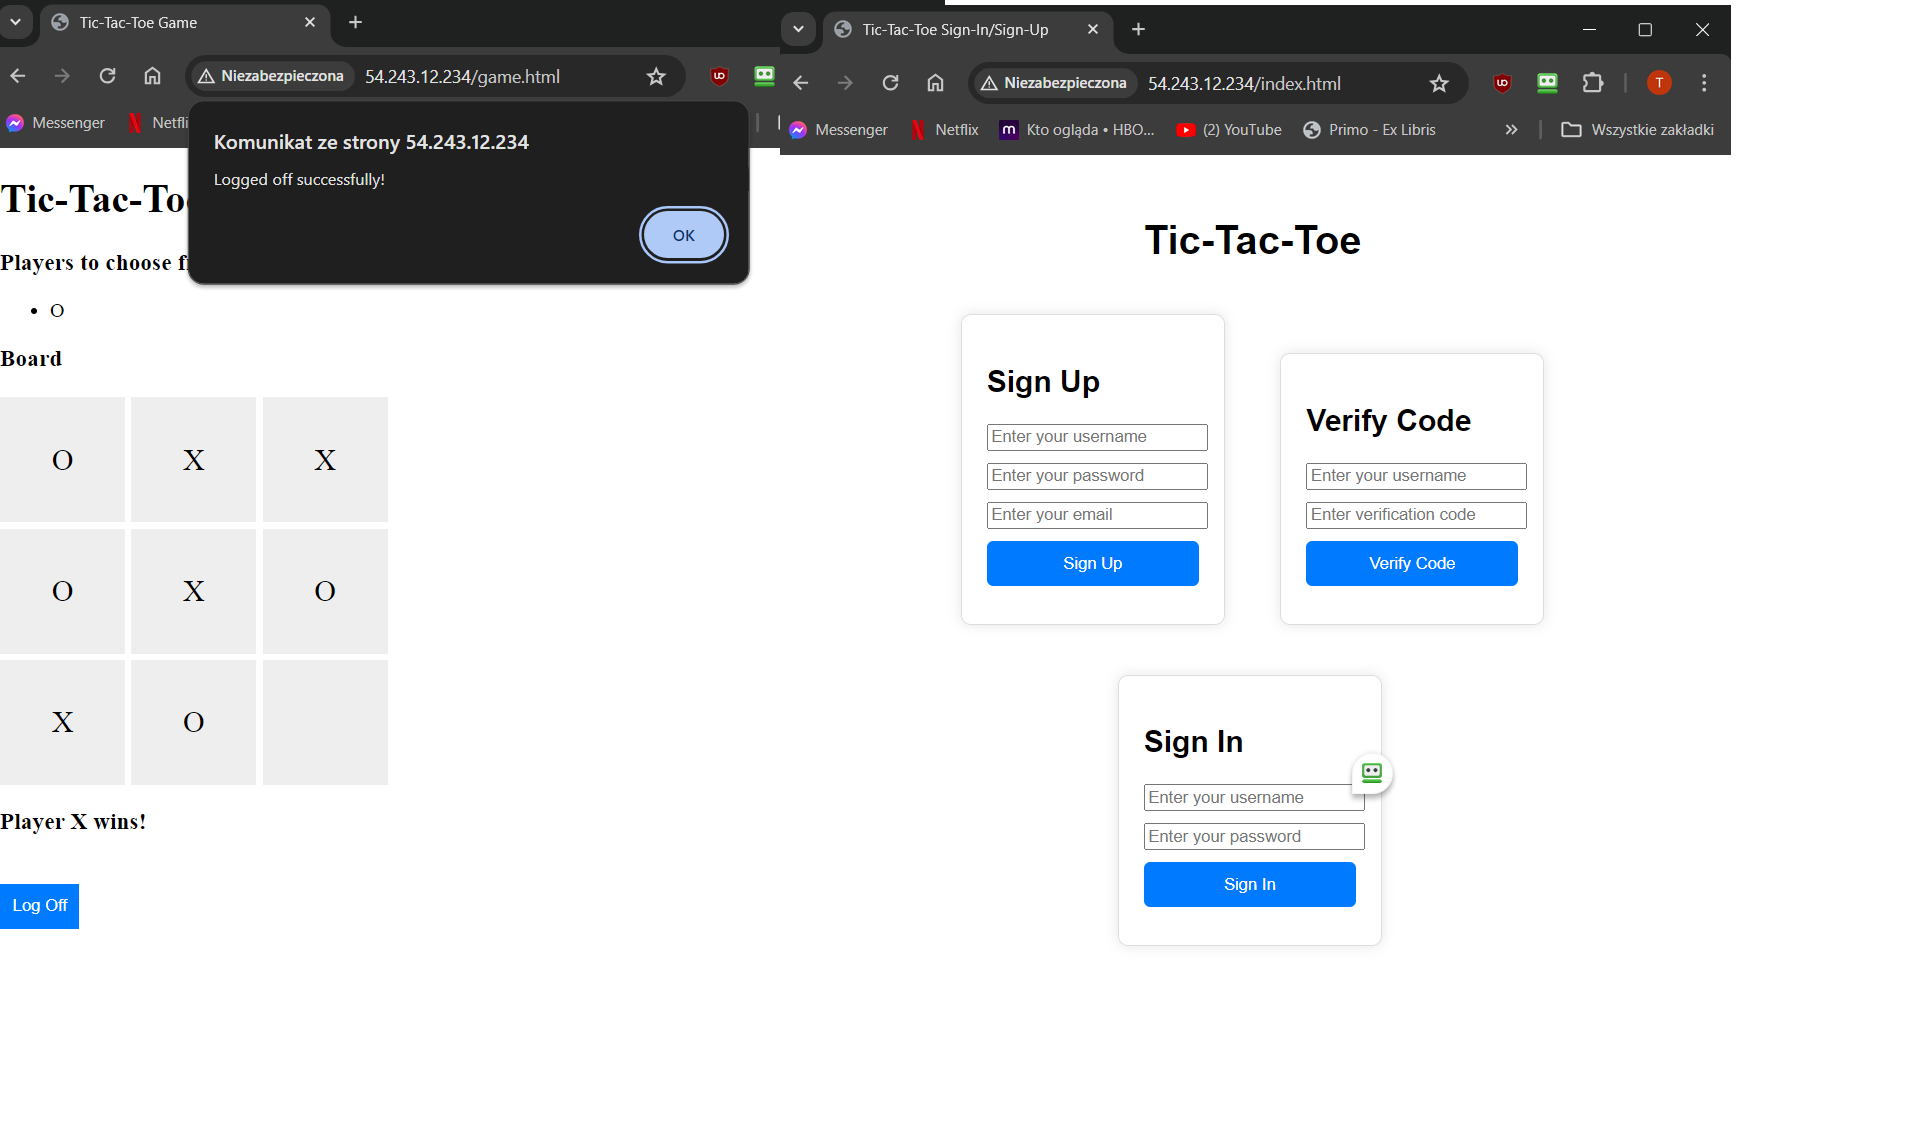 Tic-Tac-Toe Game
Niezabezpieczona 54.243.12.234/game.html
Messenger
Komunikat ze strony 54.243.12.234
Logged off successfully!
OK
Tic-Tac-Toe
Players to choose
O
Board
O X X
O X O
X O
Player X wins!
Log Off
Tic-Tac-Toe Sign-In/Sign-Up
Niezabezpieczona 54.243.12.234/index.html
T
Messenger Netflix Kto ogląda • HBO... (2) YouTube Primo - Ex Libris » Wszystkie zakładki
Tic-Tac-Toe
Sign Up
Enter your username
Enter your password
Enter your email
Sign Up
Verify Code
Enter your username
Enter verification code
Verify Code
Sign In
Enter your username
Enter your password
Sign In